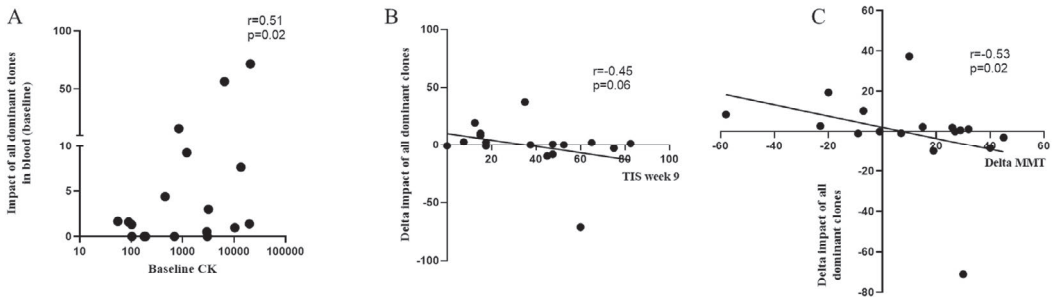 A
r=0.51
p=0.02
Impact of all dominant clones
in blood (baseline)
100
50
10
5
0
10
100
1000
10000
100000
Baseline CK
B
r=-0.45
p=0.06
Delta impact of all dominant clones
100
50
0
-50
-100
20
40
60
80
100
TIS week 9
C
r=-0.53
p=0.02
60
40
20
0
-20
-40
-60
-80
-60
-40
-20
20
40
60
Delta MMT
Delta impact of all
dominant clones